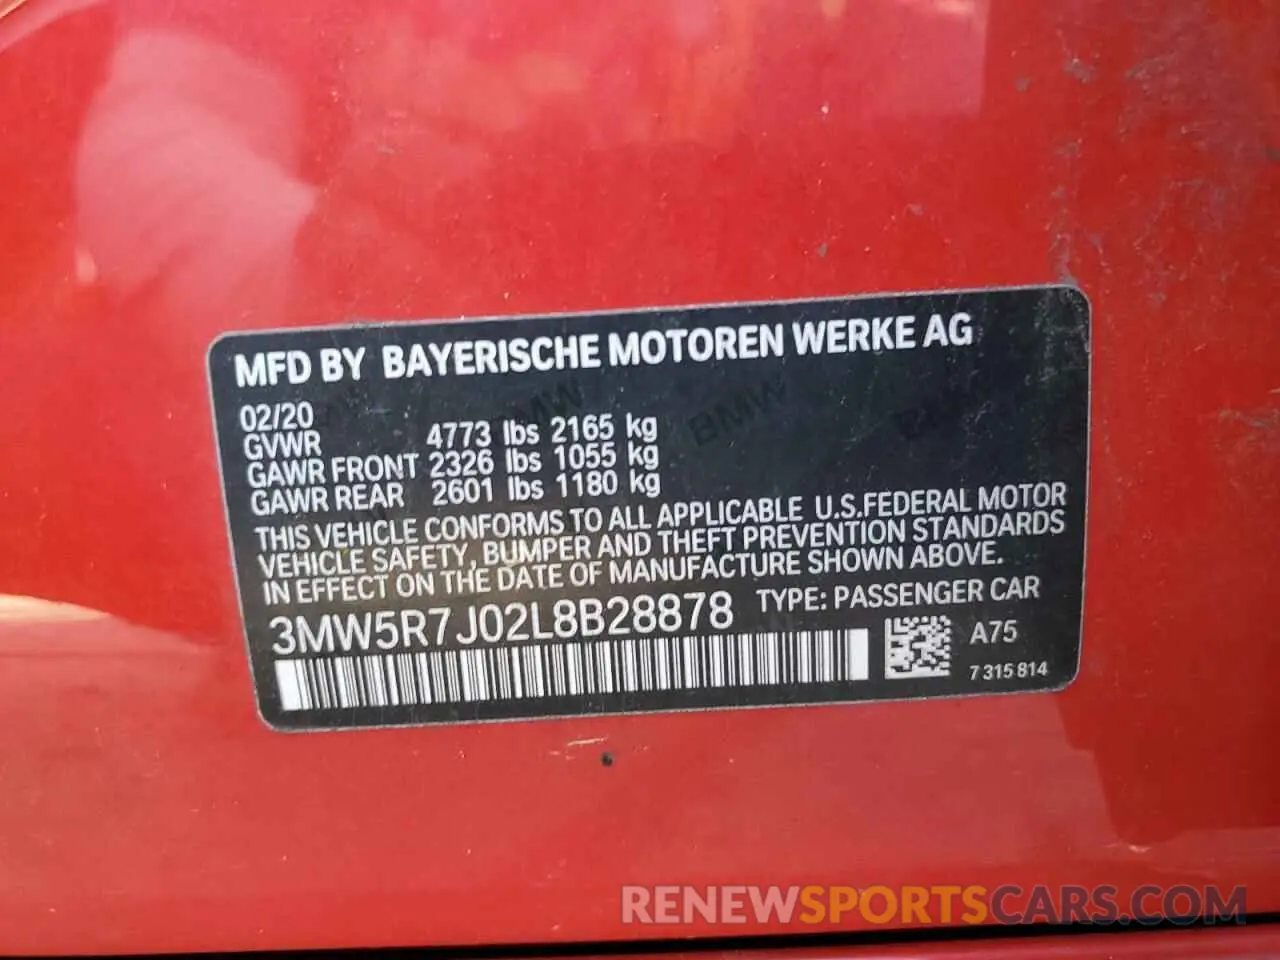 MFD BY BAYERISCHE MOTOREN WERKE AG
02/20
GVWR 4773 lbs 2165 kg
GAWR FRONT 2326 lbs 1055 kg
GAWR REAR 2601 lbs 1180 kg
THIS VEHICLE CONFORMS TO ALL APPLICABLE U.S.FEDERAL MOTOR
VEHICLE SAFETY, BUMPER AND THEFT PREVENTION STANDARDS
IN EFFECT ON THE DATE OF MANUFACTURE SHOWN ABOVE.
3MW5R7J02L8B28878 TYPE: PASSENGER CAR
A75
7 315 814
RENEWSPORTSCARS.COM